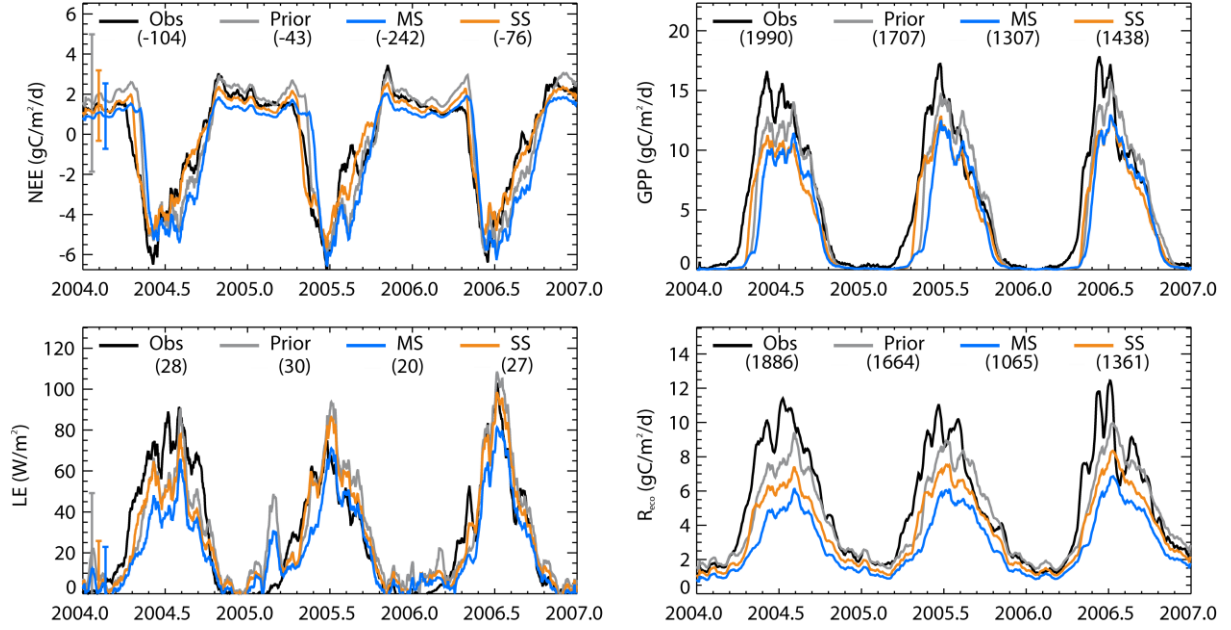 Obs Prior MS SS
(-104) (-43) (-242) (-76)
NEE (gC/m²/d)
4
2
0
-2
-4
-6
2004.0 2004.5 2005.0 2005.5 2006.0 2006.5 2007.0
Obs Prior MS SS
(1990) (1707) (1307) (1438)
GPP (gC/m²/d)
20
15
10
5
0
2004.0 2004.5 2005.0 2005.5 2006.0 2006.5 2007.0
Obs Prior MS SS
(28) (30) (20) (27)
LE (W/m²)
120
100
80
60
40
20
0
2004.0 2004.5 2005.0 2005.5 2006.0 2006.5 2007.0
Obs Prior MS SS
(1886) (1664) (1065) (1361)
Reco (gC/m²/d)
16
14
12
10
8
6
4
2
0
2004.0 2004.5 2005.0 2005.5 2006.0 2006.5 2007.0